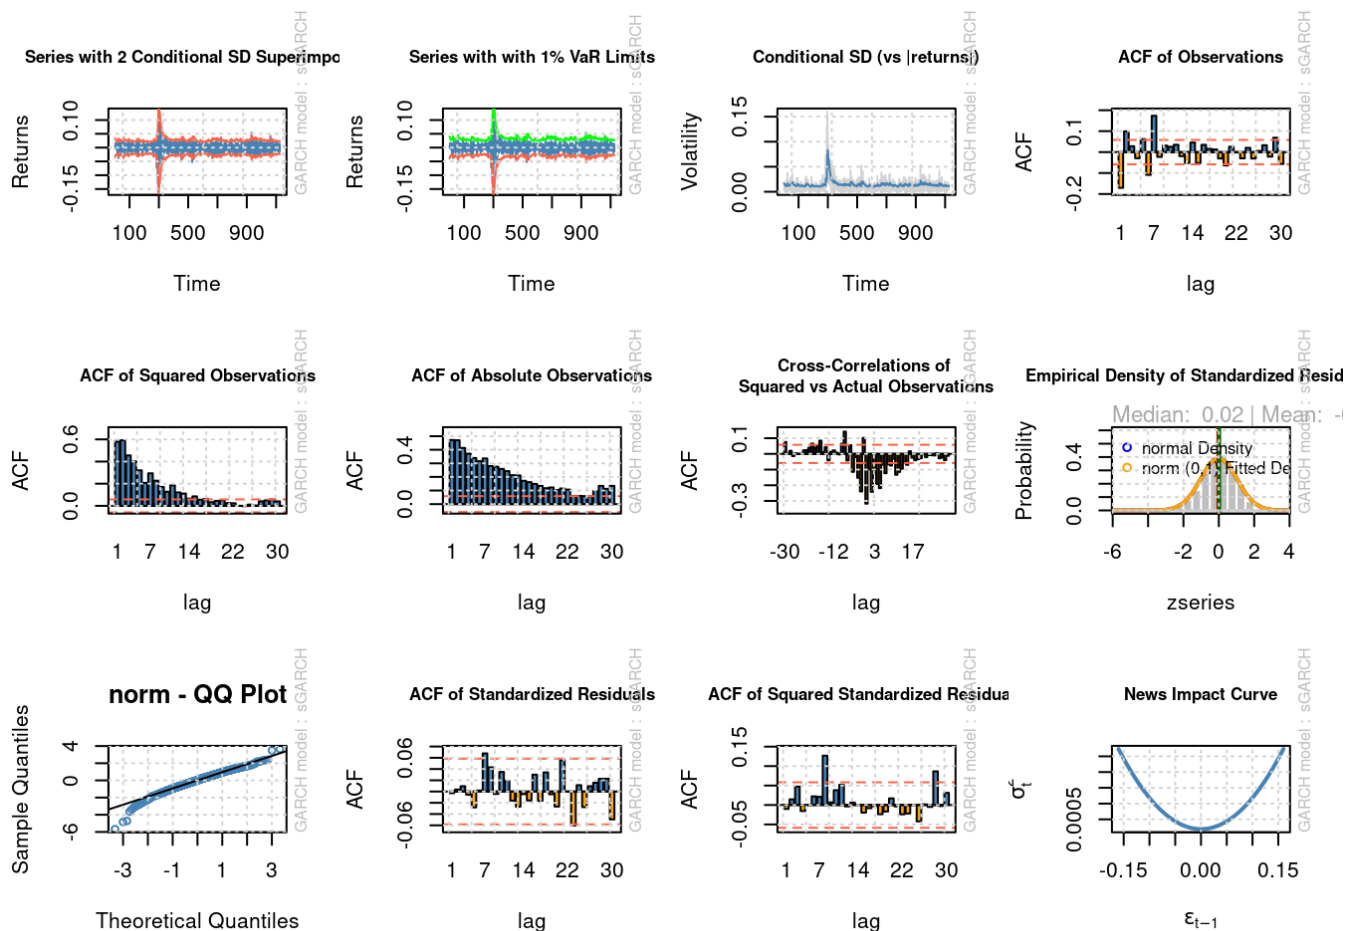 Series with 2 Conditional SD Superimpo
Returns
0.10
-0.15
100 500 900
Time
GARCH model : sGARCH
Series with with 1% VaR Limits
Returns
0.10
-0.15
100 500 900
Time
GARCH model : sGARCH
Conditional SD (vs |returns|)
Volatility
0.15
0.00
100 500 900
Time
GARCH model : sGARCH
ACF of Observations
ACF
0.1
-0.2
1 7 14 22 30
lag
GARCH model : sGARCH
ACF of Squared Observations
ACF
0.6
0.0
1 7 14 22 30
lag
GARCH model : sGARCH
ACF of Absolute Observations
ACF
0.4
0.0
1 7 14 22 30
lag
GARCH model : sGARCH
Cross-Correlations of
Squared vs Actual Observations
ACF
0.1
-0.3
-30 -12 3 17
lag
GARCH model : sGARCH
Empirical Density of Standardized Resid
Median: 0.02 | Mean: -
Probability
0.4
0.0
normal Density
norm (0,1) Fitted De
-6 -2 0 2 4
zseries
GARCH model : sGARCH
norm - QQ Plot
Sample Quantiles
4
0
-6
-3 -1 1 3
Theoretical Quantiles
GARCH model : sGARCH
ACF of Standardized Residuals
ACF
0.06
-0.06
1 7 14 22 30
lag
GARCH model : sGARCH
ACF of Squared Standardized Residua
ACF
0.15
-0.05
1 7 14 22 30
lag
GARCH model : sGARCH
News Impact Curve
0.0005
-0.15 0.00 0.15
εt−1
GARCH model : sGARCH